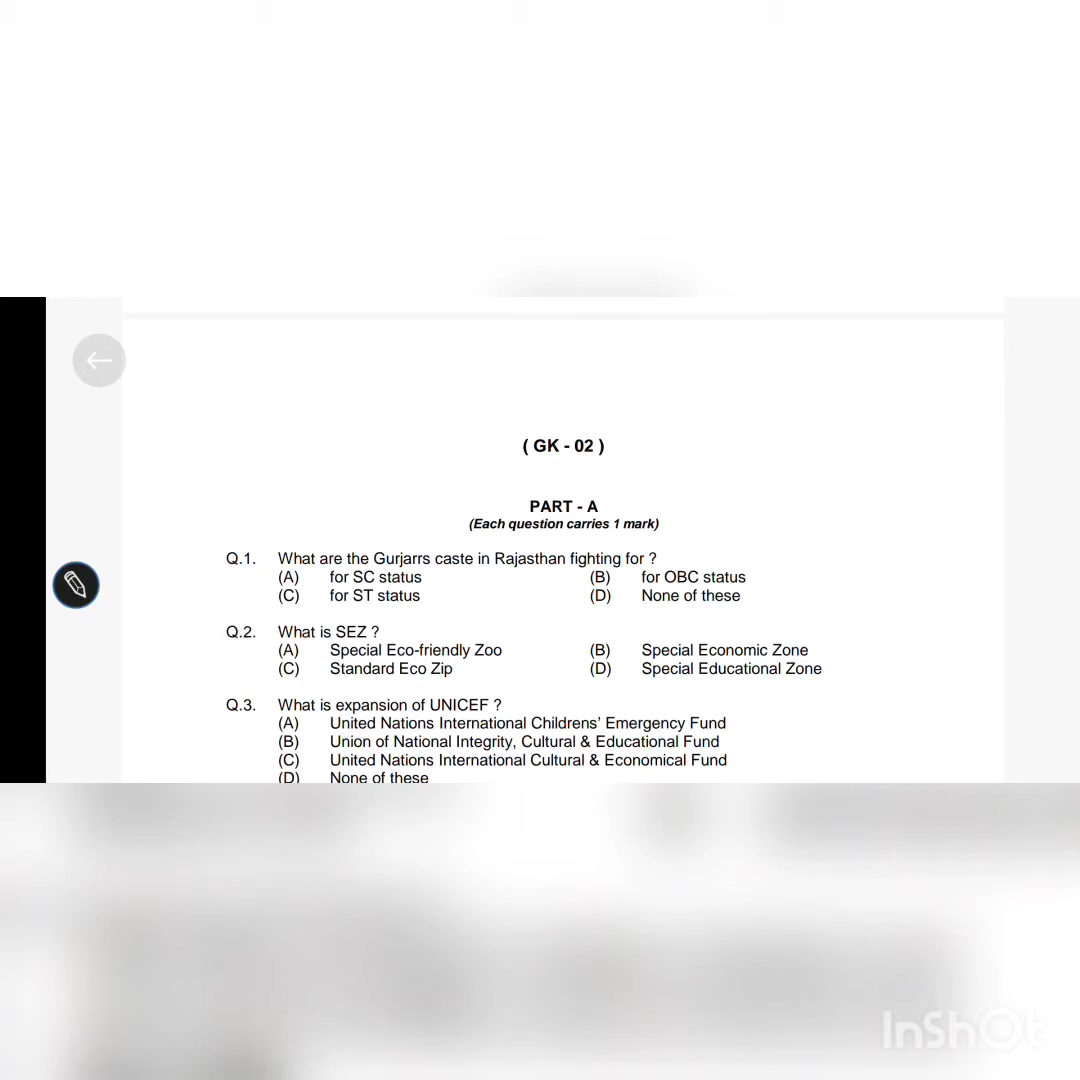 ( GK - 02 )
PART - A
(Each question carries 1 mark)
Q.1. What are the Gurjarrs caste in Rajasthan fighting for ?
(A) for SC status (B) for OBC status
(C) for ST status (D) None of these
Q.2. What is SEZ ?
(A) Special Eco-friendly Zoo (B) Special Economic Zone
(C) Standard Eco Zip (D) Special Educational Zone
Q.3. What is expansion of UNICEF ?
(A) United Nations International Childrens' Emergency Fund
(B) Union of National Integrity, Cultural & Educational Fund
(C) United Nations International Cultural & Economical Fund
(D) None of these
InShOt